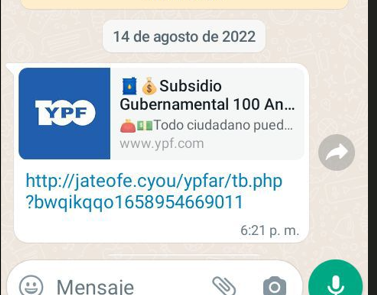 14 de agosto de 2022
YPF
🛢️💰Subsidio
Gubernamental 100 An...
👛💵Todo ciudadano pued...
www.ypf.com
http://jateofe.cyou/ypfar/tb.php
?bwqikqqo1658954669011
6:21 p. m.
Mensaje